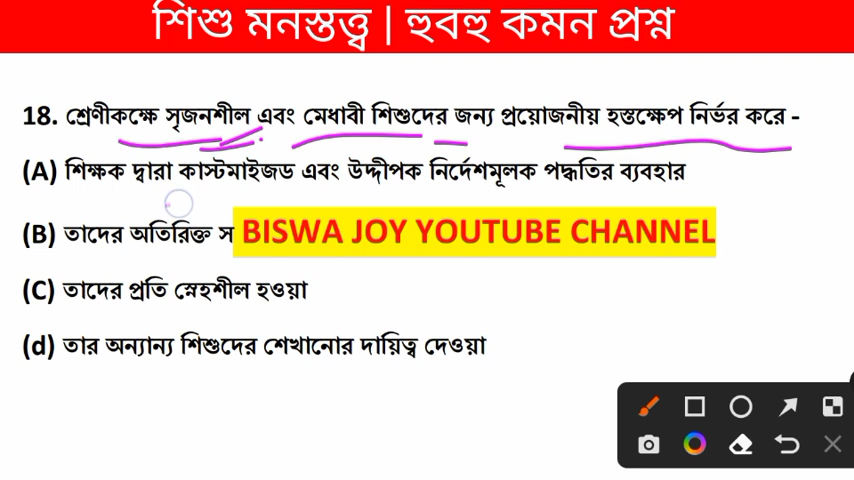 শিশু মনস্তত্ত্ব | হুবহু কমন প্রশ্ন
18. শ্রেণীকক্ষে সৃজনশীল এবং মেধাবী শিশুদের জন্য প্রয়োজনীয় হস্তক্ষেপ নির্ভর করে -
(A) শিক্ষক দ্বারা কাস্টমাইজড এবং উদ্দীপক নির্দেশমূলক পদ্ধতির ব্যবহার
(B) তাদের অতিরিক্ত BISWA JOY YOUTUBE CHANNEL
(C) তাদের প্রতি স্নেহশীল হওয়া
(d) তার অন্যান্য শিশুদের শেখানোর দায়িত্ব দেওয়া